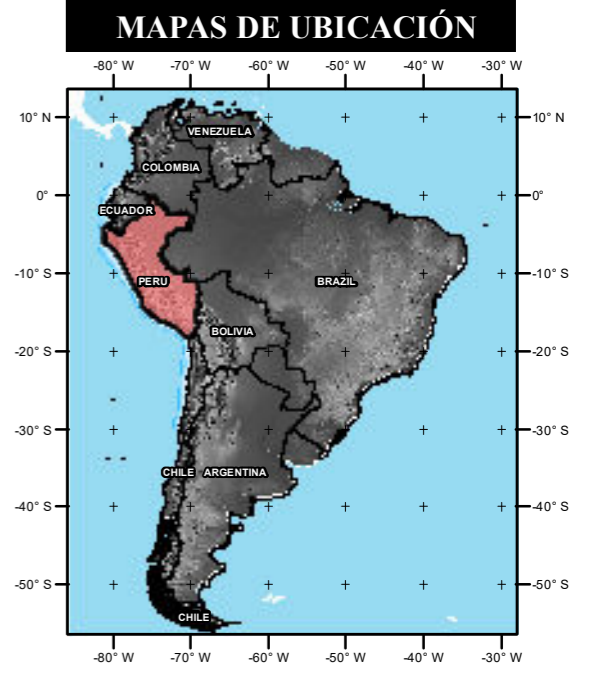 MAPAS DE UBICACIÓN
-80° W -70° W -60° W -50° W -40° W -30° W
10° N 10° N
VENEZUELA
COLOMBIA
0° 0°
ECUADOR
-10° S -10° S
PERU BRAZIL
BOLIVIA
-20° S -20° S
-30° S -30° S
CHILE ARGENTINA
-40° S -40° S
-50° S -50° S
CHILE
-80° W -70° W -60° W -50° W -40° W -30° W